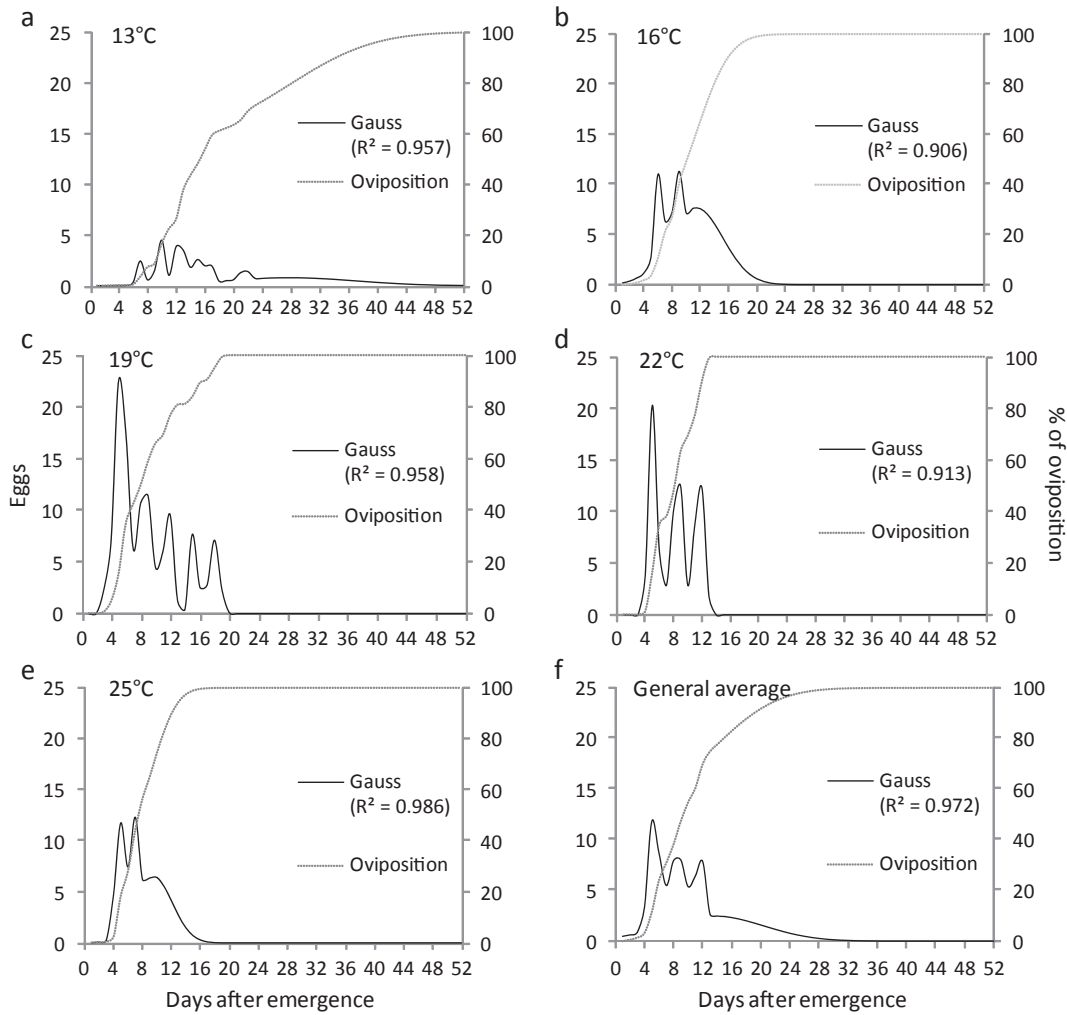 a
13°C
25
20
15
10
5
0
100
80
60
40
20
0
Gauss
(R² = 0.957)
Oviposition
0 4 8 12 16 20 24 28 32 36 40 44 48 52
b
16°C
25
20
15
10
5
0
100
80
60
40
20
0
Gauss
(R² = 0.906)
Oviposition
0 4 8 12 16 20 24 28 32 36 40 44 48 52
c
19°C
25
20
15
10
5
0
100
80
60
40
20
0
Eggs
Gauss
(R² = 0.958)
Oviposition
0 4 8 12 16 20 24 28 32 36 40 44 48 52
d
22°C
25
20
15
10
5
0
100
80
60
40
20
0
% of oviposition
Gauss
(R² = 0.913)
Oviposition
0 4 8 12 16 20 24 28 32 36 40 44 48 52
e
25°C
25
20
15
10
5
0
100
80
60
40
20
0
Gauss
(R² = 0.986)
Oviposition
0 4 8 12 16 20 24 28 32 36 40 44 48 52
Days after emergence
f
General average
25
20
15
10
5
0
100
80
60
40
20
0
Gauss
(R² = 0.972)
Oviposition
0 4 8 12 16 20 24 28 32 36 40 44 48 52
Days after emergence